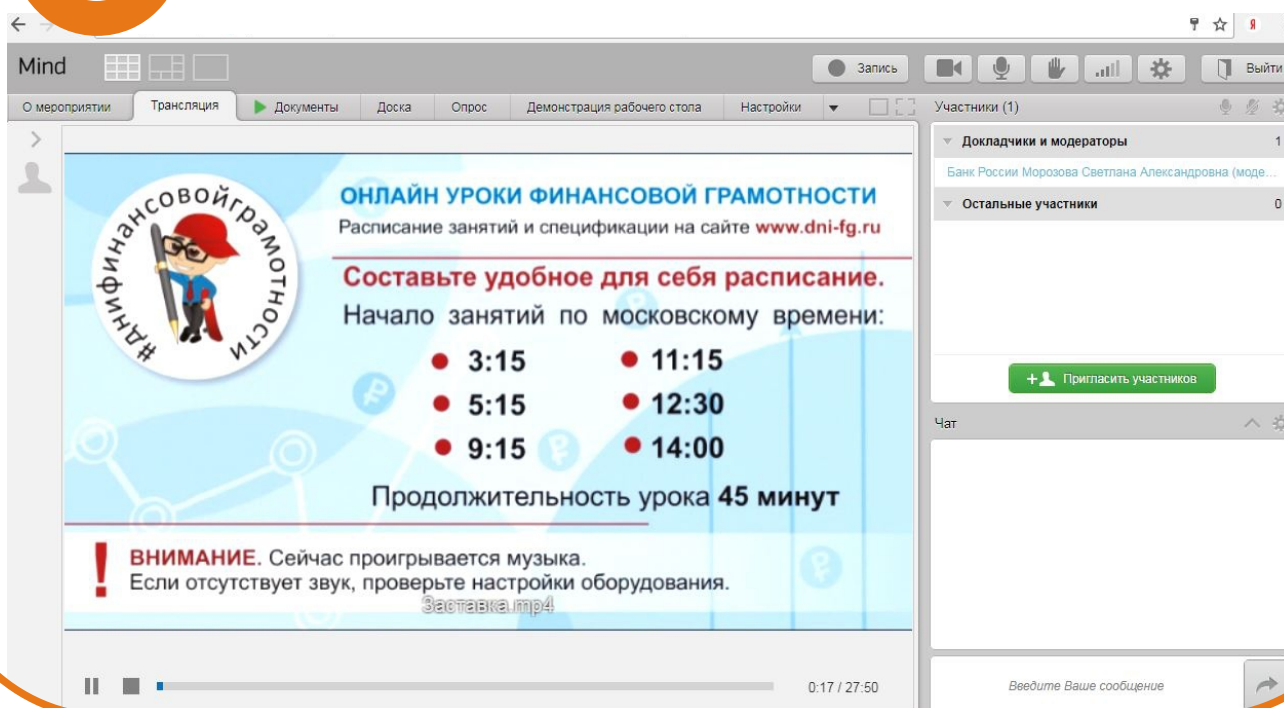 Mind
Запись
Выйти
О мероприятии
Трансляция
Документы
Доска
Опрос
Демонстрация рабочего стола
Настройки
Участники (1)
Докладчики и модераторы 1
Банк России Морозова Светлана Александровна (моде...
Остальные участники 0
Пригласить участников
Чат
Введите Ваше сообщение
#днифинансовойграмотности
ОНЛАЙН УРОКИ ФИНАНСОВОЙ ГРАМОТНОСТИ
Расписание занятий и спецификации на сайте www.dni-fg.ru
Составьте удобное для себя расписание.
Начало занятий по московскому времени:
3:15 11:15
5:15 12:30
9:15 14:00
Продолжительность урока 45 минут
! ВНИМАНИЕ. Сейчас проигрывается музыка.
Если отсутствует звук, проверьте настройки оборудования.
Заставка.mp4
0:17 / 27:50